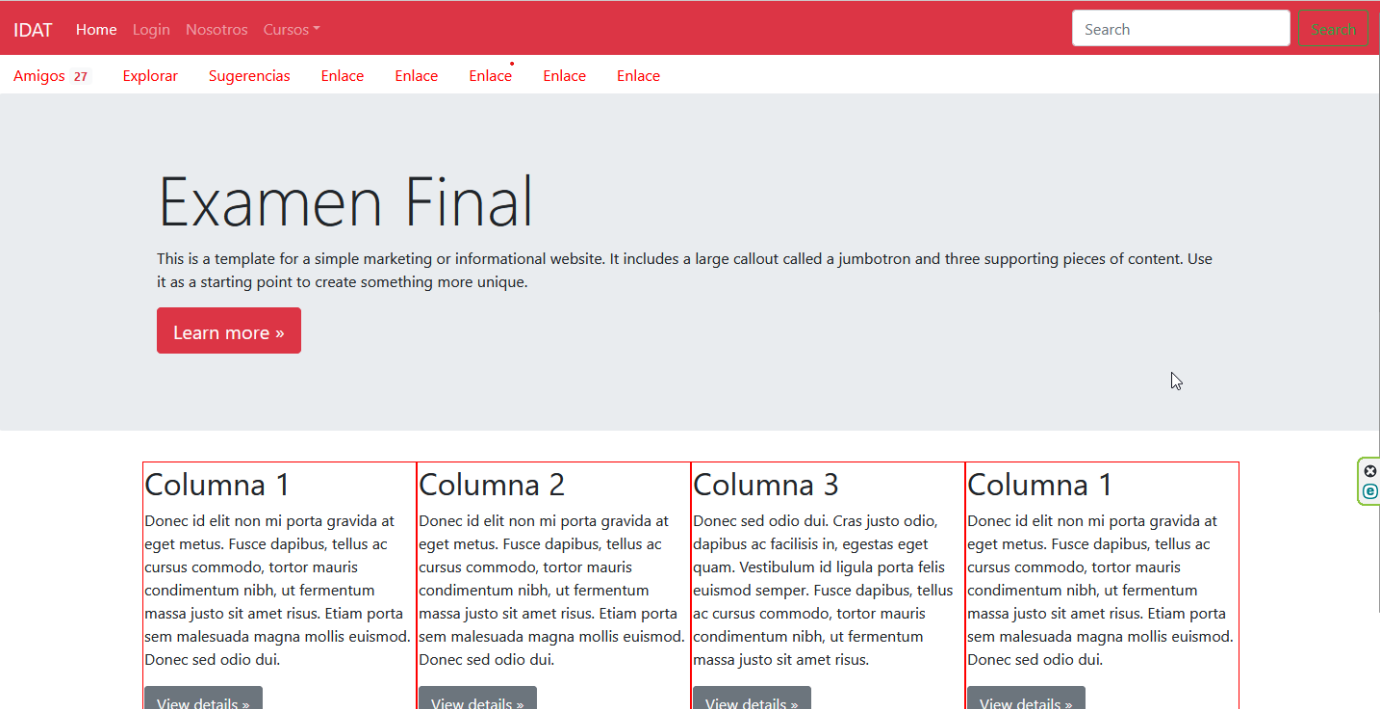 IDAT Home Login Nosotros Cursos Search Search
Amigos 27 Explorar Sugerencias Enlace Enlace Enlace Enlace Enlace
Examen Final
This is a template for a simple marketing or informational website. It includes a large callout called a jumbotron and three supporting pieces of content. Use
it as a starting point to create something more unique.
Learn more »
Columna 1
Donec id elit non mi porta gravida at
eget metus. Fusce dapibus, tellus ac
cursus commodo, tortor mauris
condimentum nibh, ut fermentum
massa justo sit amet risus. Etiam porta
sem malesuada magna mollis euismod.
Donec sed odio dui.
View details »
Columna 2
Donec id elit non mi porta gravida at
eget metus. Fusce dapibus, tellus ac
cursus commodo, tortor mauris
condimentum nibh, ut fermentum
massa justo sit amet risus. Etiam porta
sem malesuada magna mollis euismod.
Donec sed odio dui.
View details »
Columna 3
Donec sed odio dui. Cras justo odio,
dapibus ac facilisis in, egestas eget
quam. Vestibulum id ligula porta felis
euismod semper. Fusce dapibus, tellus
ac cursus commodo, tortor mauris
condimentum nibh, ut fermentum
massa justo sit amet risus.
View details »
Columna 1
Donec id elit non mi porta gravida at
eget metus. Fusce dapibus, tellus ac
cursus commodo, tortor mauris
condimentum nibh, ut fermentum
massa justo sit amet risus. Etiam porta
sem malesuada magna mollis euismod.
Donec sed odio dui.
View details »